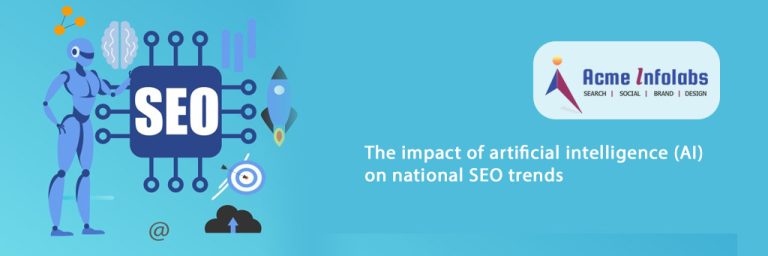 SEO
Acme Infolabs
SEARCH | SOCIAL | BRAND | DESIGN
The impact of artificial intelligence (AI)
on national SEO trends
@